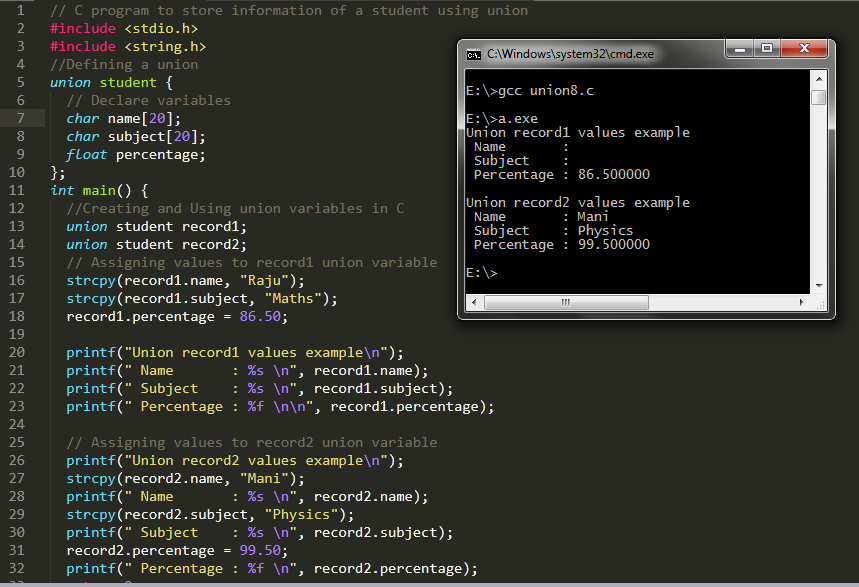 1 // C program to store information of a student using union
2 #include <stdio.h>
3 #include <string.h>
4 //Defining a union
5 union student {
6 // Declare variables
7 char name[20];
8 char subject[20];
9 float percentage;
10 };
11 int main() {
12 //Creating and Using union variables in C
13 union student record1;
14 union student record2;
15 // Assigning values to record1 union variable
16 strcpy(record1.name, "Raju");
17 strcpy(record1.subject, "Maths");
18 record1.percentage = 86.50;
19
20 printf("Union record1 values example\n");
21 printf(" Name       : %s \n", record1.name);
22 printf(" Subject    : %s \n", record1.subject);
23 printf(" Percentage : %f \n\n", record1.percentage);
24
25 // Assigning values to record2 union variable
26 printf("Union record2 values example\n");
27 strcpy(record2.name, "Mani");
28 printf(" Name       : %s \n", record2.name);
29 strcpy(record2.subject, "Physics");
30 printf(" Subject    : %s \n", record2.subject);
31 record2.percentage = 99.50;
32 printf(" Percentage : %f \n", record2.percentage);
C:\Windows\system32\cmd.exe
E:\>gcc union8.c
E:\>a.exe
Union record1 values example
Name       :
Subject    :
Percentage : 86.500000
Union record2 values example
Name       : Mani
Subject    : Physics
Percentage : 99.500000
E:\>